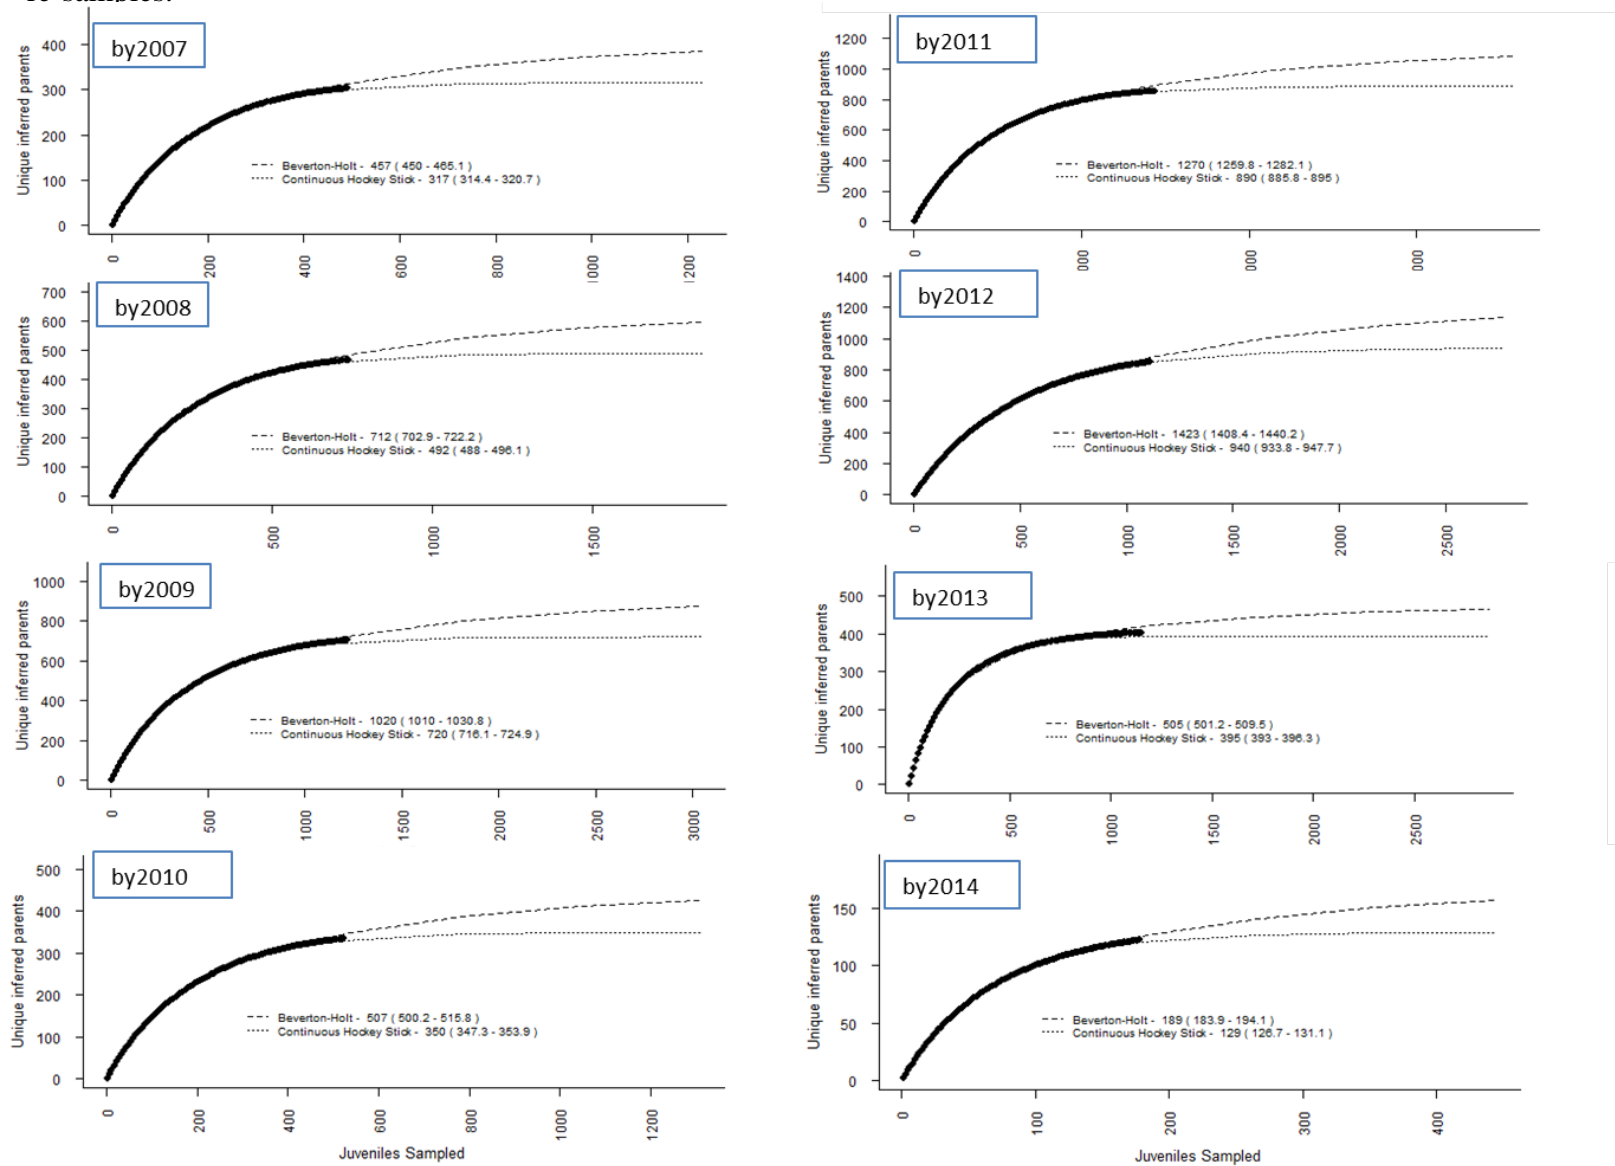 by2007
Unique inferred parents
400
300
200
100
0
Beverton-Holt - 457 ( 450 - 465.1 )
Continuous Hockey Stick - 317 ( 314.4 - 320.7 )
0 200 400 600 1000 1200
by2008
Unique inferred parents
700
600
500
400
300
200
100
0
Beverton-Holt - 712 ( 702.9 - 722.2 )
Continuous Hockey Stick - 492 ( 488 - 496.1 )
0 500 1000 1500
by2009
Unique inferred parents
1000
800
600
400
200
0
Beverton-Holt - 1020 ( 1010 - 1030.8 )
Continuous Hockey Stick - 720 ( 716.1 - 724.9 )
0 500 1000 1500 2000 2500 3000
by2010
Unique inferred parents
500
400
300
200
100
0
Beverton-Holt - 507 ( 500.2 - 515.8 )
Continuous Hockey Stick - 350 ( 347.3 - 353.9 )
0 200 400 600 800 1000 1200
Juveniles Sampled
by2011
Unique inferred parents
1200
1000
800
600
400
200
0
Beverton-Holt - 1270 ( 1259.8 - 1282.1 )
Continuous Hockey Stick - 890 ( 885.8 - 895 )
0 000 000 000
by2012
Unique inferred parents
1400
1200
1000
800
600
400
200
0
Beverton-Holt - 1423 ( 1408.4 - 1440.2 )
Continuous Hockey Stick - 940 ( 933.8 - 947.7 )
0 500 1000 1500 2000 2500
by2013
Unique inferred parents
500
400
300
200
100
0
Beverton-Holt - 505 ( 501.2 - 509.5 )
Continuous Hockey Stick - 395 ( 393 - 396.3 )
0 500 1000 1500 2000 2500
by2014
Unique inferred parents
150
100
50
0
Beverton-Holt - 189 ( 183.9 - 194.1 )
Continuous Hockey Stick - 129 ( 126.7 - 131.1 )
0 100 200 300 400
Juveniles Sampled